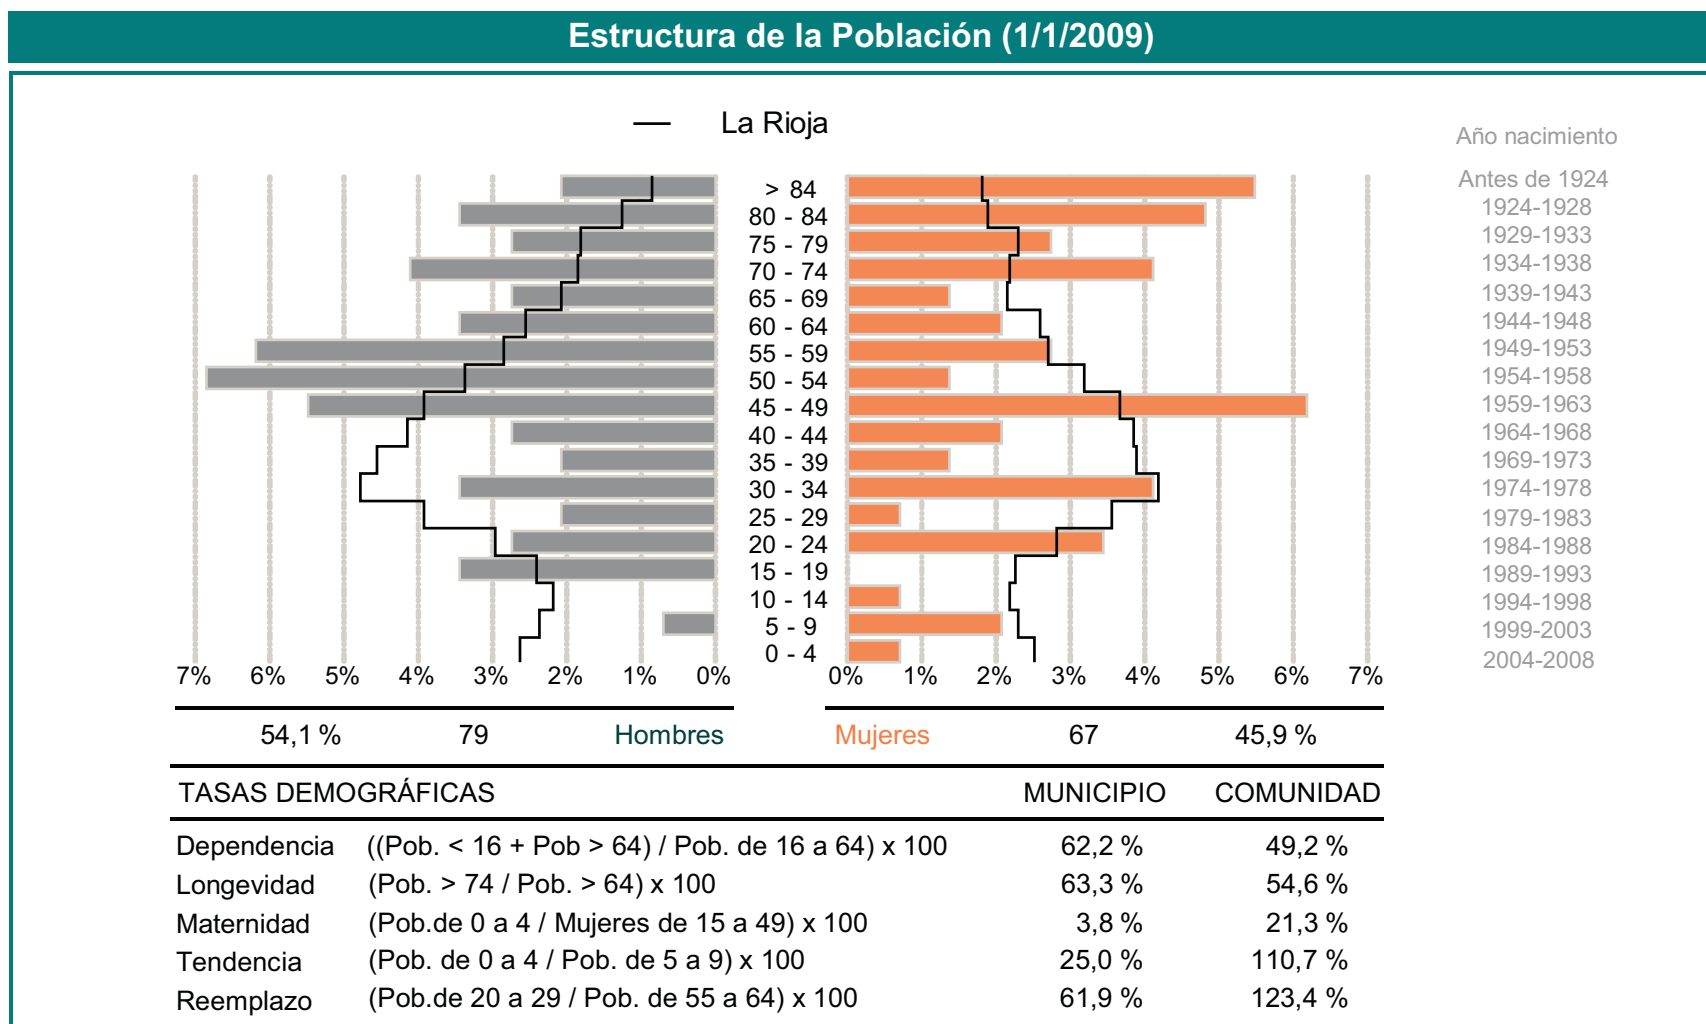 Estructura de la Población (1/1/2009)
La Rioja
Año nacimiento
> 84 Antes de 1924
80 - 84 1924-1928
75 - 79 1929-1933
70 - 74 1934-1938
65 - 69 1939-1943
60 - 64 1944-1948
55 - 59 1949-1953
50 - 54 1954-1958
45 - 49 1959-1963
40 - 44 1964-1968
35 - 39 1969-1973
30 - 34 1974-1978
25 - 29 1979-1983
20 - 24 1984-1988
15 - 19 1989-1993
10 - 14 1994-1998
5 - 9 1999-2003
0 - 4 2004-2008
7% 6% 5% 4% 3% 2% 1% 0% 0% 1% 2% 3% 4% 5% 6% 7%
54,1 % 79 Hombres Mujeres 67 45,9 %
TASAS DEMOGRÁFICAS MUNICIPIO COMUNIDAD
Dependencia ((Pob. < 16 + Pob > 64) / Pob. de 16 a 64) x 100 62,2 % 49,2 %
Longevidad (Pob. > 74 / Pob. > 64) x 100 63,3 % 54,6 %
Maternidad (Pob.de 0 a 4 / Mujeres de 15 a 49) x 100 3,8 % 21,3 %
Tendencia (Pob. de 0 a 4 / Pob. de 5 a 9) x 100 25,0 % 110,7 %
Reemplazo (Pob.de 20 a 29 / Pob. de 55 a 64) x 100 61,9 % 123,4 %